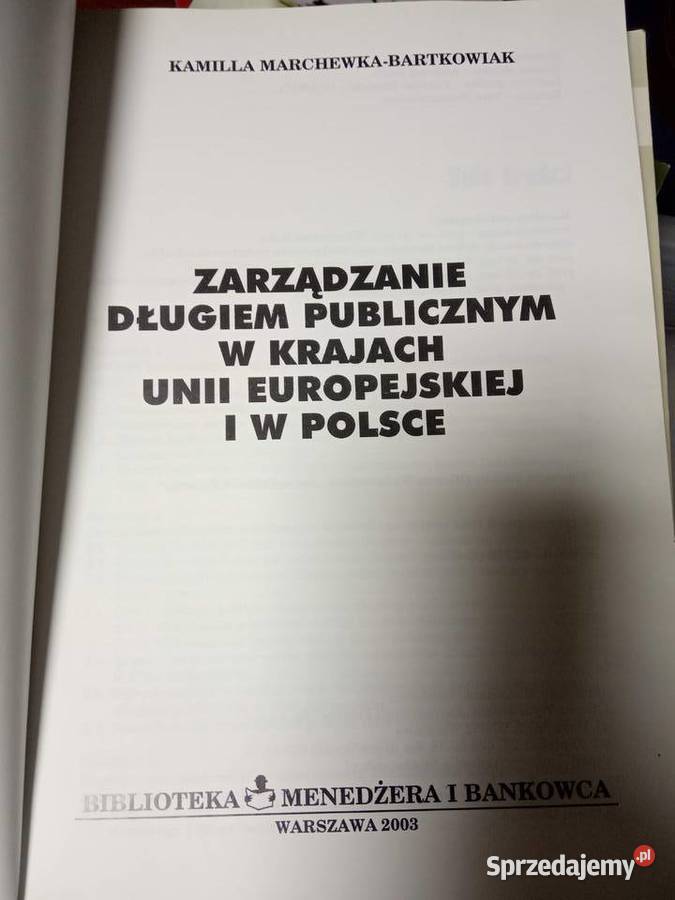 KAMILLA MARCHEWKA-BARTKOWIAK
ZARZĄDZANIE
DŁUGIEM PUBLICZNYM
W KRAJACH
UNII EUROPEJSKIEJ
I W POLSCE
BIBLIOTEKA MENEDŻERA I BANKOWCA
WARSZAWA 2003
Sprzedajemy.pl